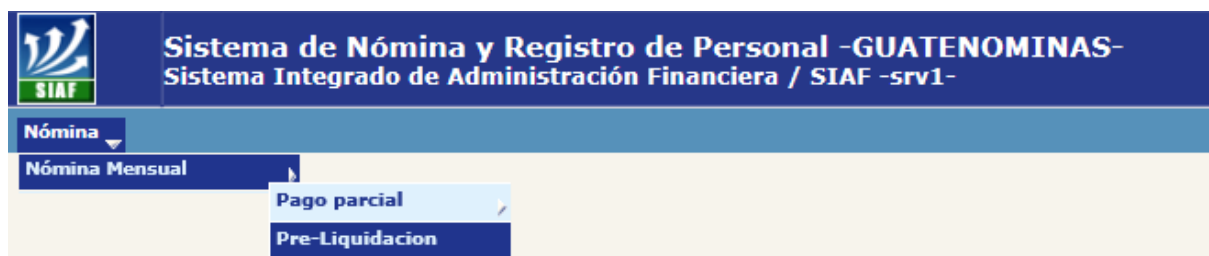 Sistema de Nómina y Registro de Personal -GUATENOMINAS-
Sistema Integrado de Administración Financiera / SIAF -srv1-
SIAF
Nómina
Nómina Mensual
Pago parcial
Pre-Liquidacion